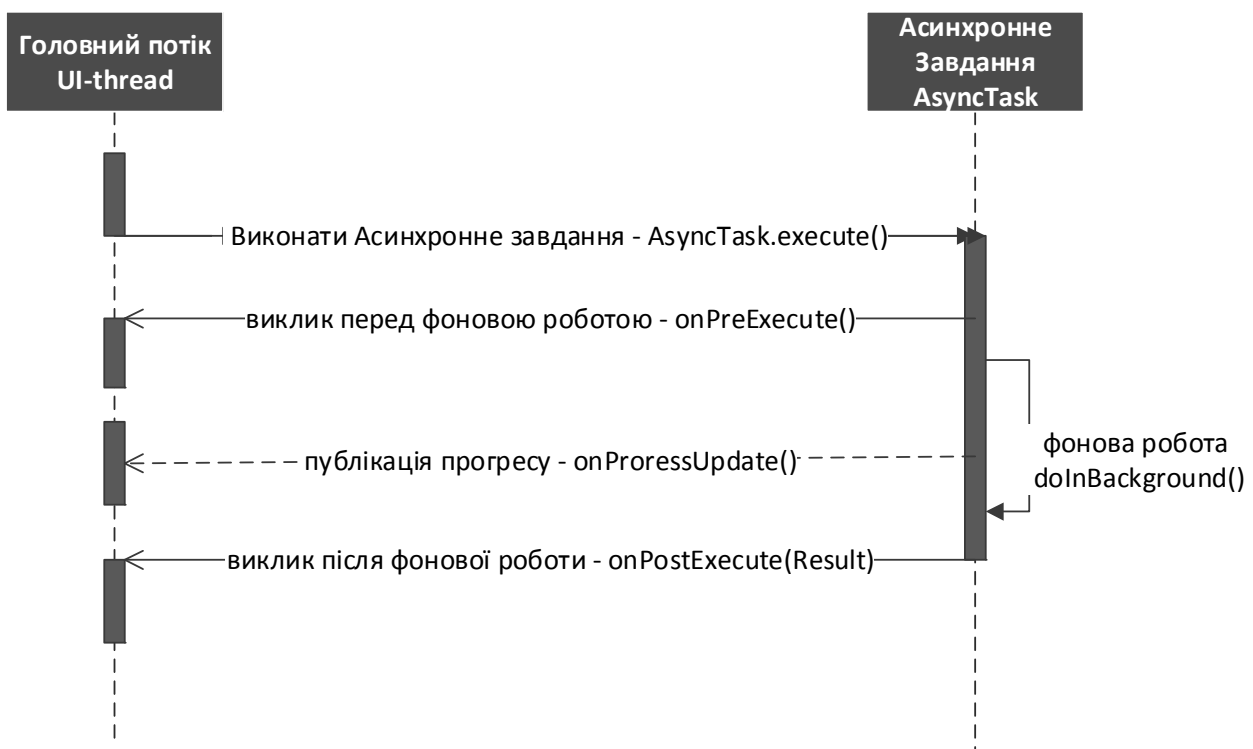 Головний потік
UI-thread
Асинхронне
Завдання
AsyncTask
Виконати Асинхронне завдання - AsyncTask.execute()
виклик перед фоновою роботою - onPreExecute()
фонова робота
doInBackground()
публікація прогресу - onProressUpdate()
виклик після фонової роботи - onPostExecute(Result)